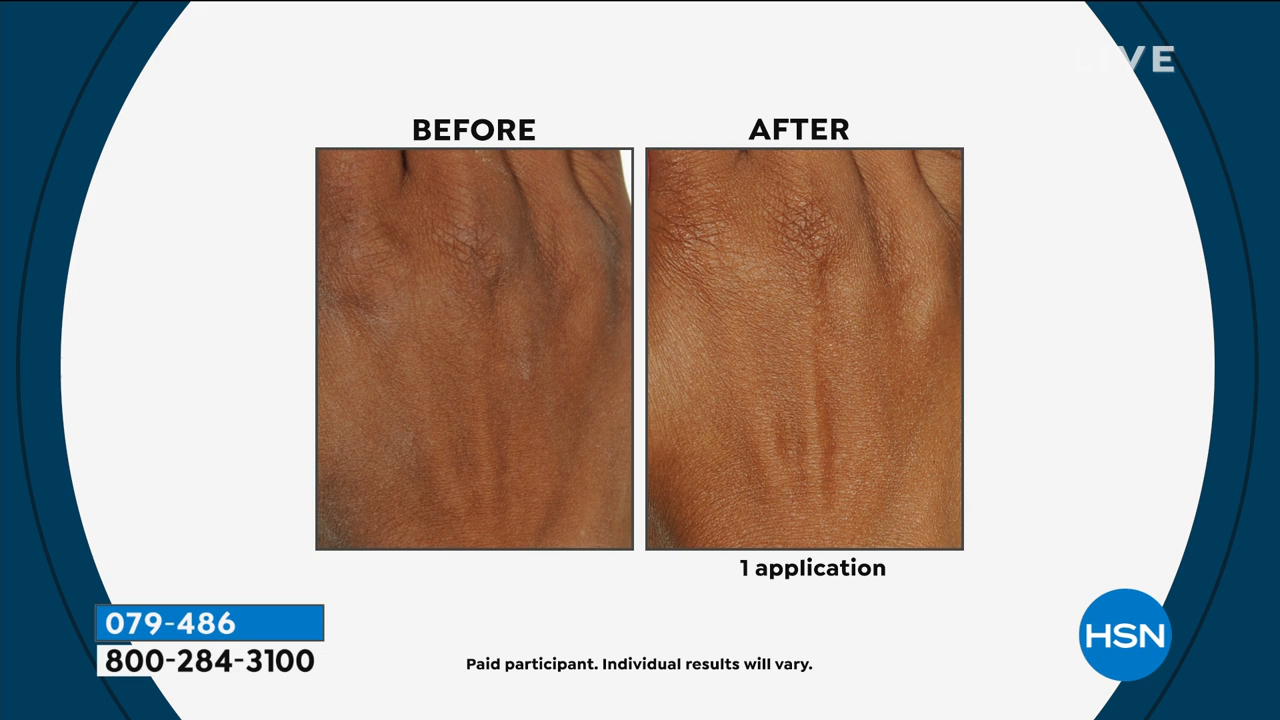 LIVE
BEFORE
AFTER
1 application
079-486
800-284-3100
Paid participant. Individual results will vary.
HSN